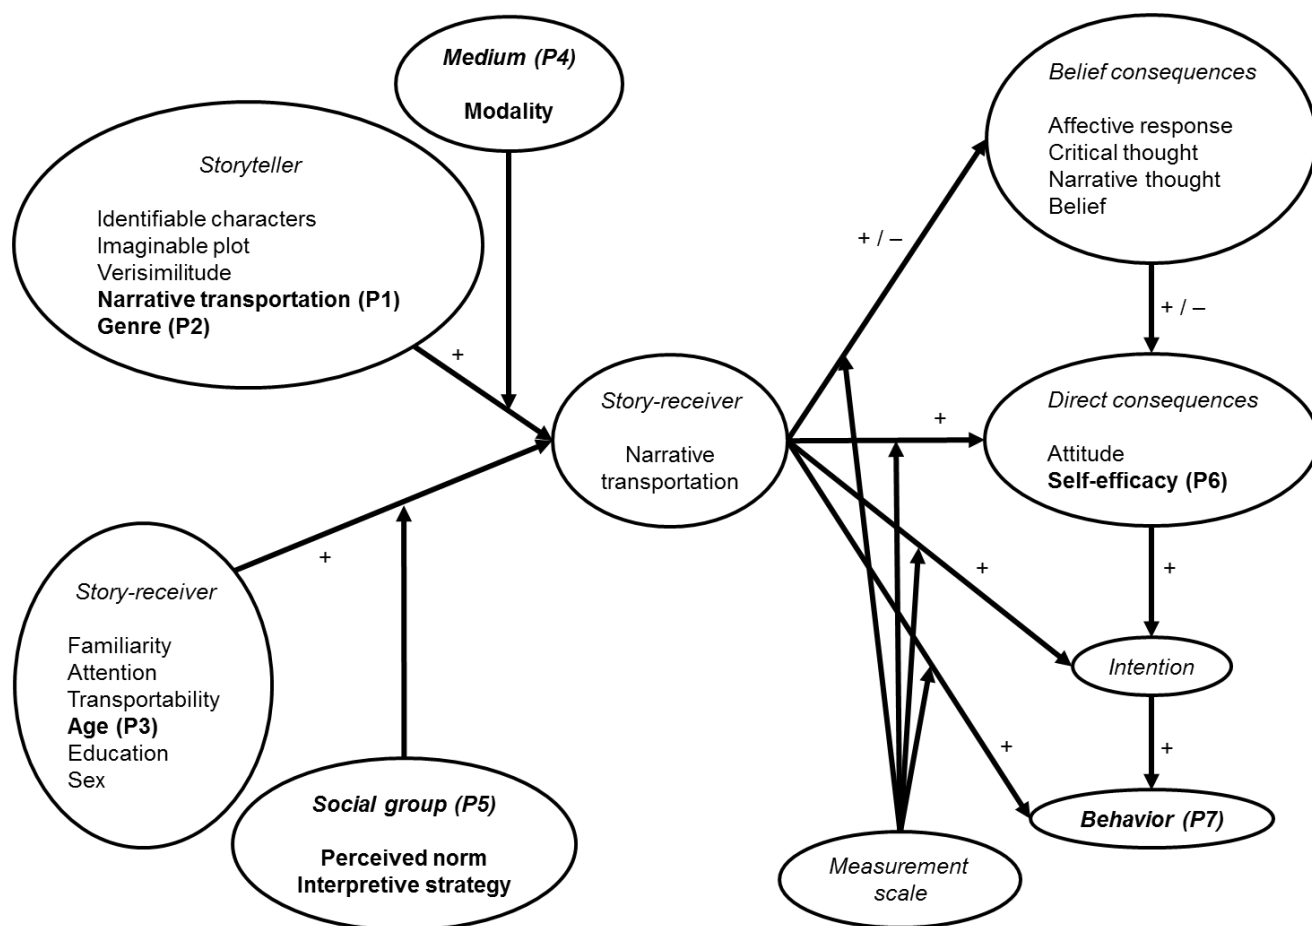 Medium (P4)
Modality
Storyteller
Identifiable characters
Imaginable plot
Verisimilitude
Narrative transportation (P1)
Genre (P2)
+
Story-receiver
Familiarity
Attention
Transportability
Age (P3)
Education
Sex
+
Social group (P5)
Perceived norm
Interpretive strategy
Story-receiver
Narrative
transportation
Belief consequences
Affective response
Critical thought
Narrative thought
Belief
+ / –
+ / –
+
Direct consequences
Attitude
Self-efficacy (P6)
+
+
Intention
+
+
Behavior (P7)
Measurement
scale